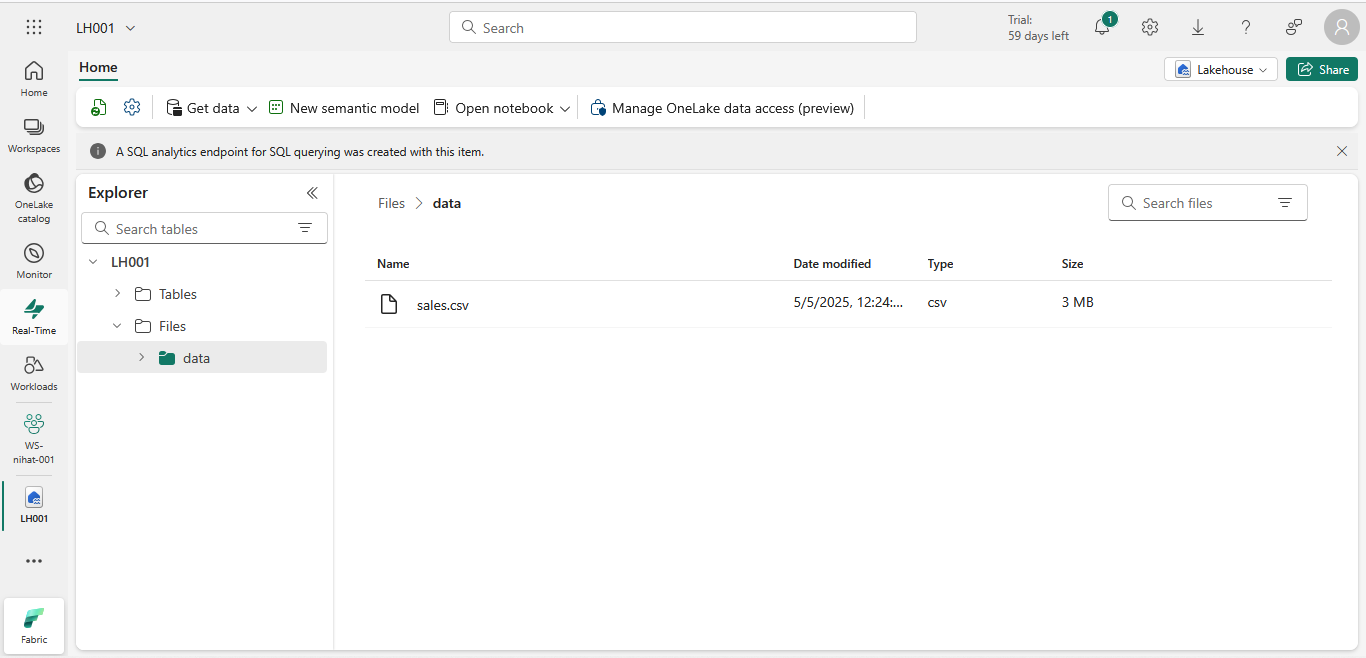 LH001
Search
Trial:
59 days left
1
Home
Workspaces
OneLake
catalog
Monitor
Real-Time
Workloads
WS-
nihat-001
LH001
Fabric
Home
Lakehouse
Share
Get data
New semantic model
Open notebook
Manage OneLake data access (preview)
A SQL analytics endpoint for SQL querying was created with this item.
Explorer
Search tables
LH001
Tables
Files
data
Files > data
Search files
Name Date modified Type Size
sales.csv 5/5/2025, 12:24:... csv 3 MB